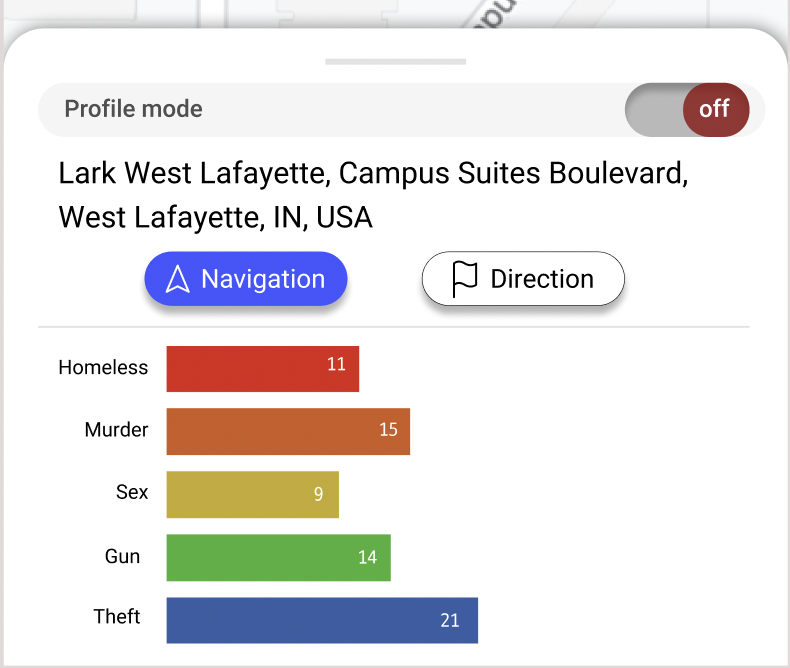 Profile mode
off
Lark West Lafayette, Campus Suites Boulevard,
West Lafayette, IN, USA
Navigation
Direction
Homeless 11
Murder 15
Sex 9
Gun 14
Theft 21